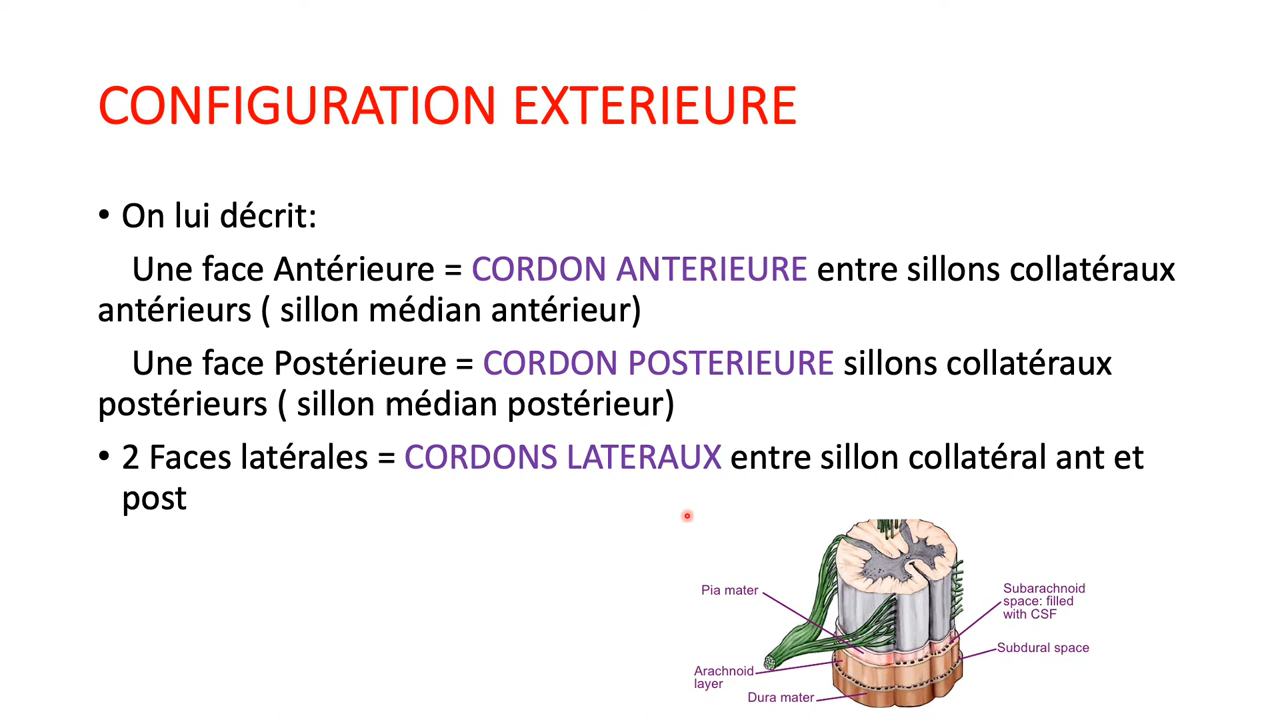 CONFIGURATION EXTERIEURE
• On lui décrit:
Une face Antérieure = CORDON ANTERIEURE entre sillons collatéraux
antérieurs ( sillon médian antérieur)
Une face Postérieure = CORDON POSTERIEURE sillons collatéraux
postérieurs ( sillon médian postérieur)
• 2 Faces latérales = CORDONS LATERAUX entre sillon collatéral ant et
post
Pia mater
Subarachnoid
space: filled
with CSF
Subdural space
Arachnoid
layer
Dura mater